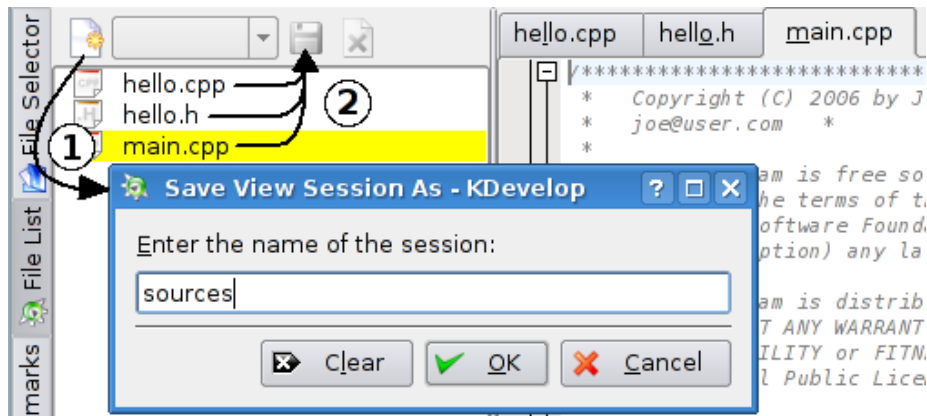 File Selector
File List
marks
hello.cpp
hello.h
main.cpp
1
2
hello.cpp hello.h main.cpp
/****************************
* Copyright (C) 2006 by J
* joe@user.com *
*
am is free so
he terms of t
oftware Found
ption) any la
am is distrib
T ANY WARRANT
ILITY or FITN
l Public Lice
Save View Session As - KDevelop
Enter the name of the session:
sources
Clear OK Cancel